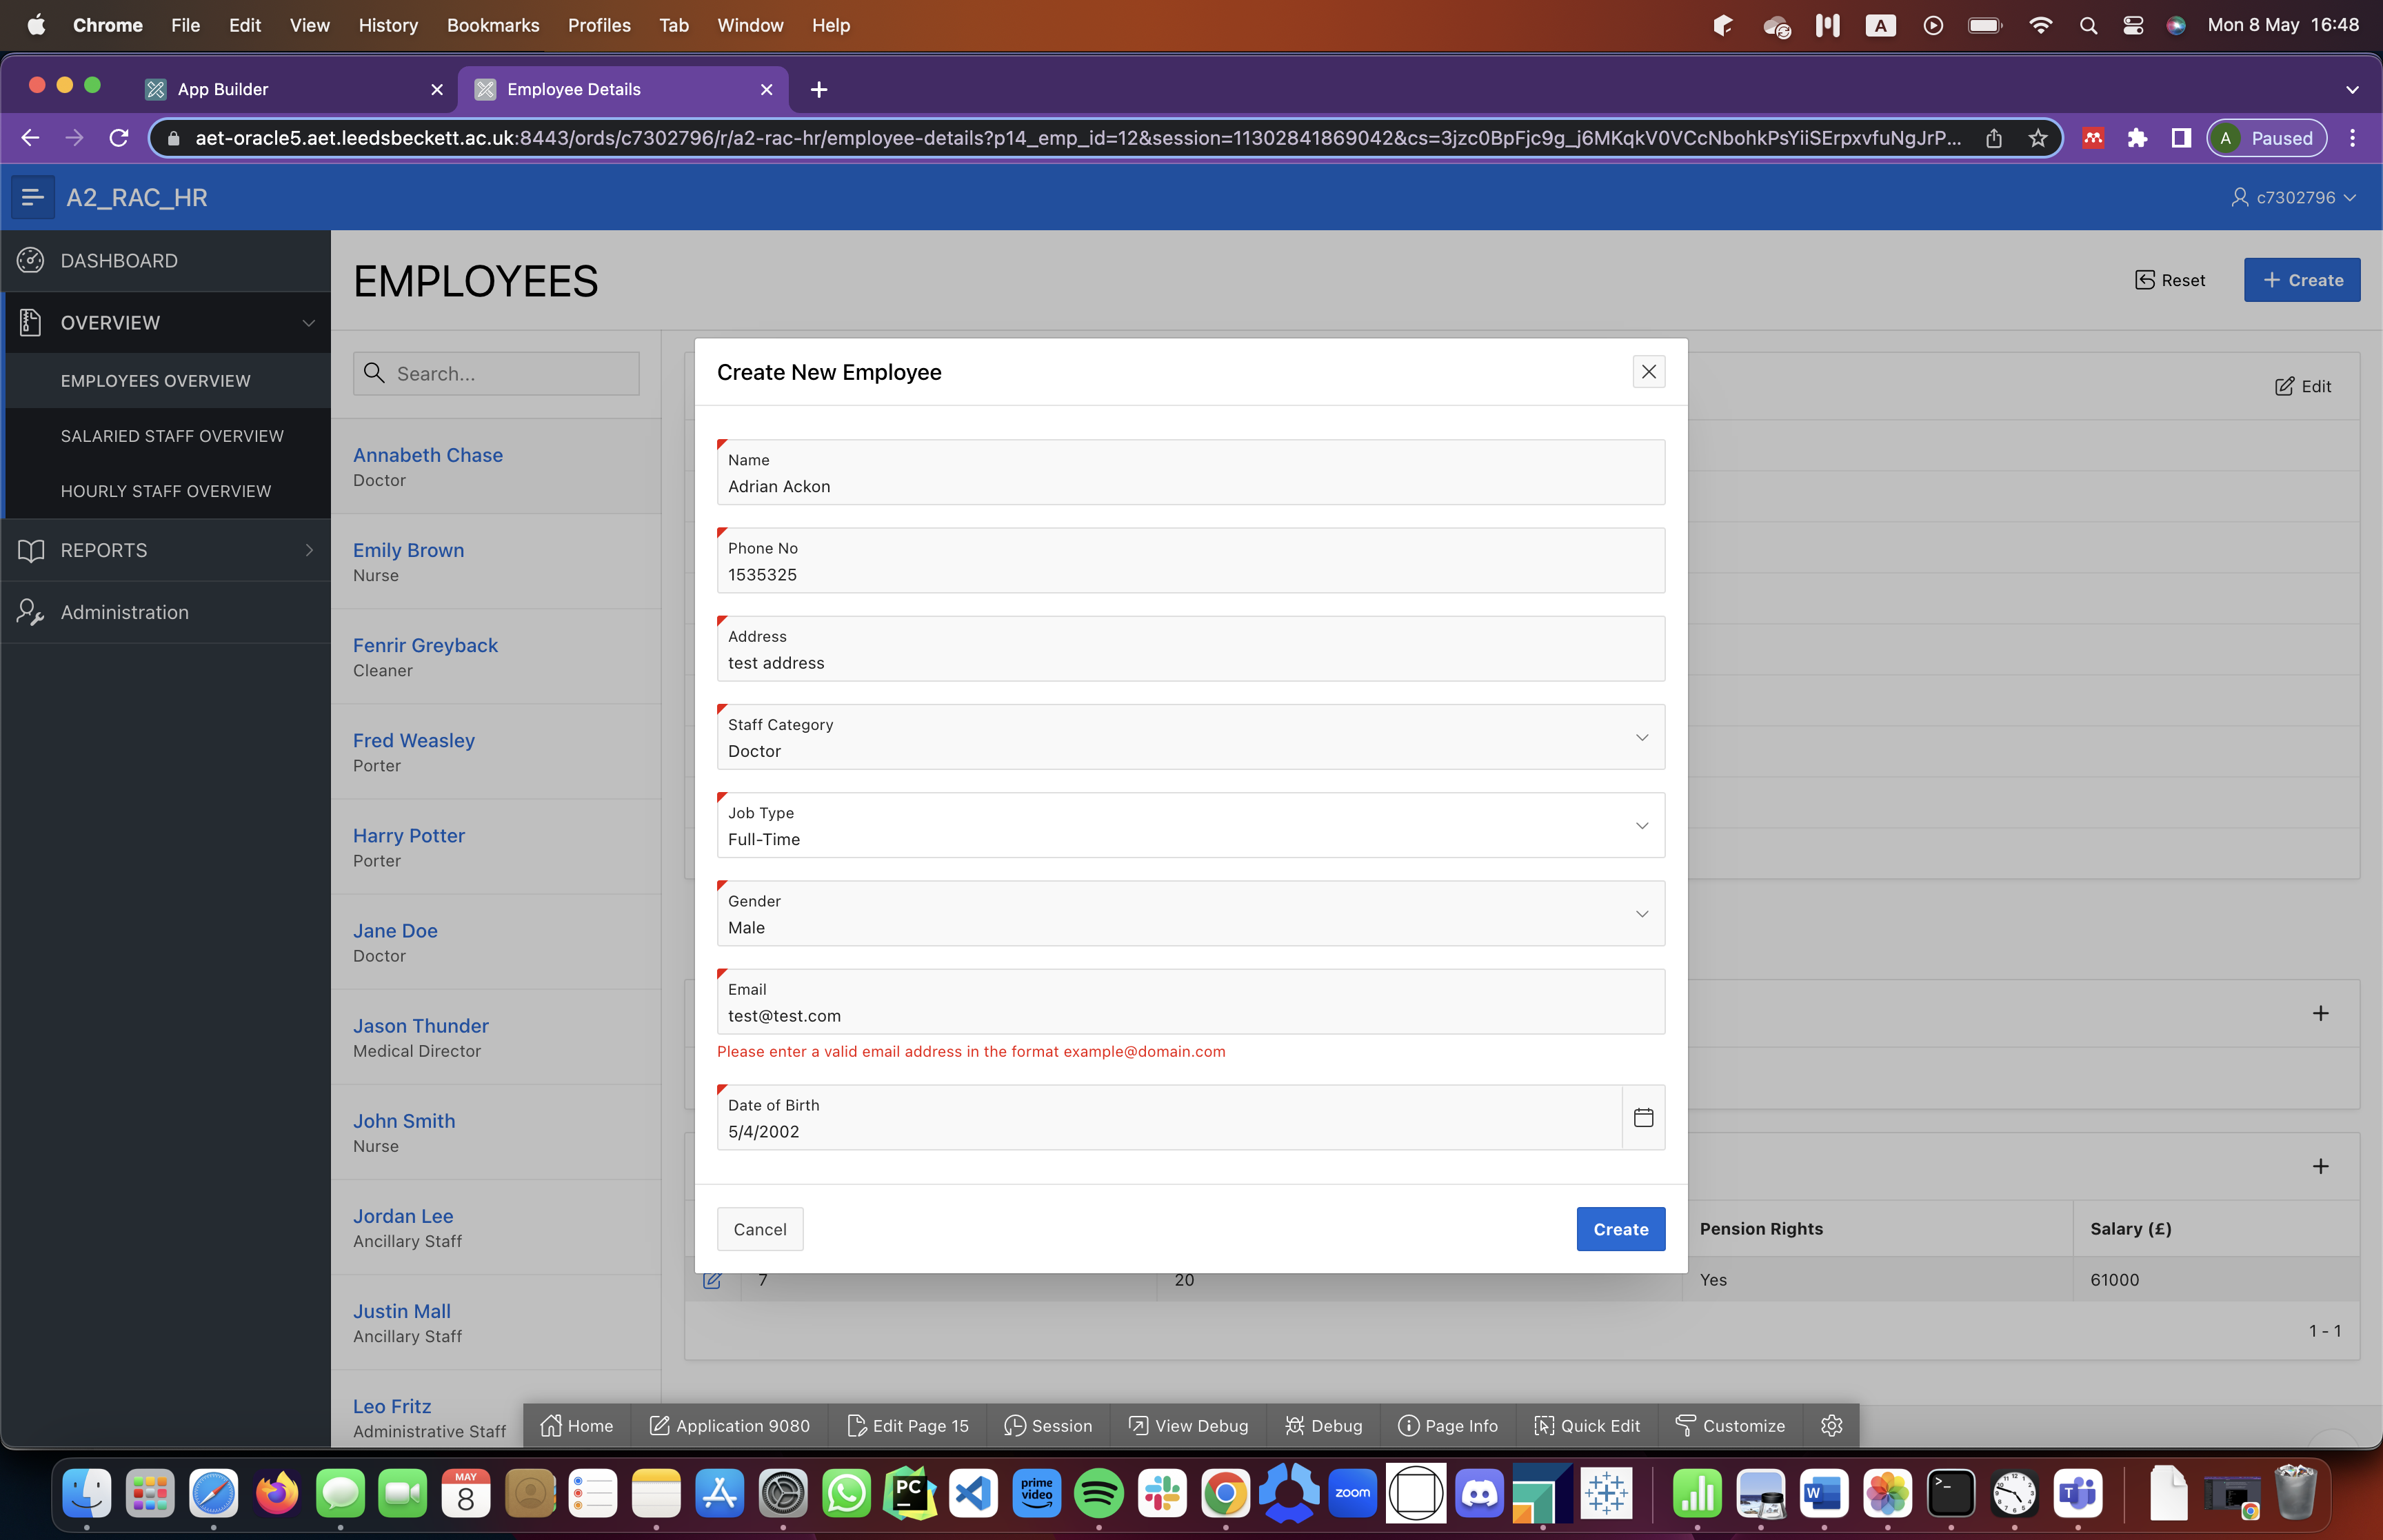 Chrome File Edit View History Bookmarks Profiles Tab Window Help
A
Mon 8 May 16:48
App Builder
Employee Details
aet-oracle5.aet.leedsbeckett.ac.uk:8443/ords/c7302796/r/a2-rac-hr/employee-details?p14_emp_id=12&session=11302841869042&cs=3jzc0BpFjc9g_j6MKqkV0VCcNbohkPsYiiSErpxvfuNgJrP...
A Paused
A2_RAC_HR
c7302796
DASHBOARD
OVERVIEW
EMPLOYEES OVERVIEW
SALARIED STAFF OVERVIEW
HOURLY STAFF OVERVIEW
REPORTS
Administration
EMPLOYEES
Reset
Create
Search...
Annabeth Chase
Doctor
Emily Brown
Nurse
Fenrir Greyback
Cleaner
Fred Weasley
Porter
Harry Potter
Porter
Jane Doe
Doctor
Jason Thunder
Medical Director
John Smith
Nurse
Jordan Lee
Ancillary Staff
Justin Mall
Ancillary Staff
Leo Fritz
Administrative Staff
Edit
Create New Employee
Name
Adrian Ackon
Phone No
1535325
Address
test address
Staff Category
Doctor
Job Type
Full-Time
Gender
Male
Email
test@test.com
Please enter a valid email address in the format example@domain.com
Date of Birth
5/4/2002
Cancel
Create
Pension Rights
Salary (£)
7
20
Yes
61000
1 - 1
Home
Application 9080
Edit Page 15
Session
View Debug
Debug
Page Info
Quick Edit
Customize
MAY
8
PC
prime
video
zoom
W
T